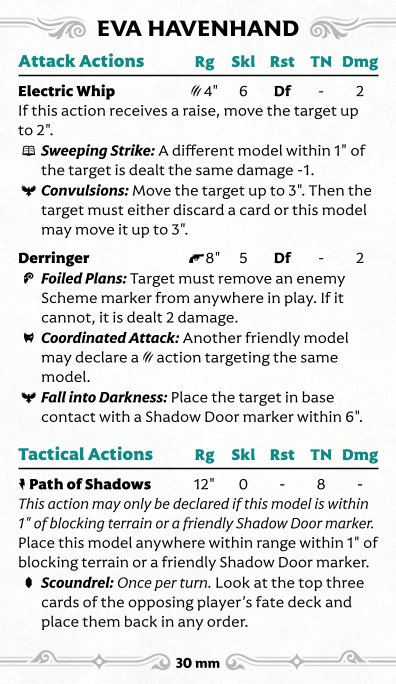 EVA HAVENHAND
Attack Actions Rg Skl Rst TN Dmg
Electric Whip 4" 6 Df - 2
If this action receives a raise, move the target up
to 2".
Sweeping Strike: A different model within 1" of
the target is dealt the same damage -1.
Convulsions: Move the target up to 3". Then the
target must either discard a card or this model
may move it up to 3".
Derringer 8" 5 Df - 2
Foiled Plans: Target must remove an enemy
Scheme marker from anywhere in play. If it
cannot, it is dealt 2 damage.
Coordinated Attack: Another friendly model
may declare a action targeting the same
model.
Fall into Darkness: Place the target in base
contact with a Shadow Door marker within 6".
Tactical Actions Rg Skl Rst TN Dmg
Path of Shadows 12" 0 - 8 -
This action may only be declared if this model is within
1" of blocking terrain or a friendly Shadow Door marker.
Place this model anywhere within range within 1" of
blocking terrain or a friendly Shadow Door marker.
Scoundrel: Once per turn. Look at the top three
cards of the opposing player's fate deck and
place them back in any order.
30 mm